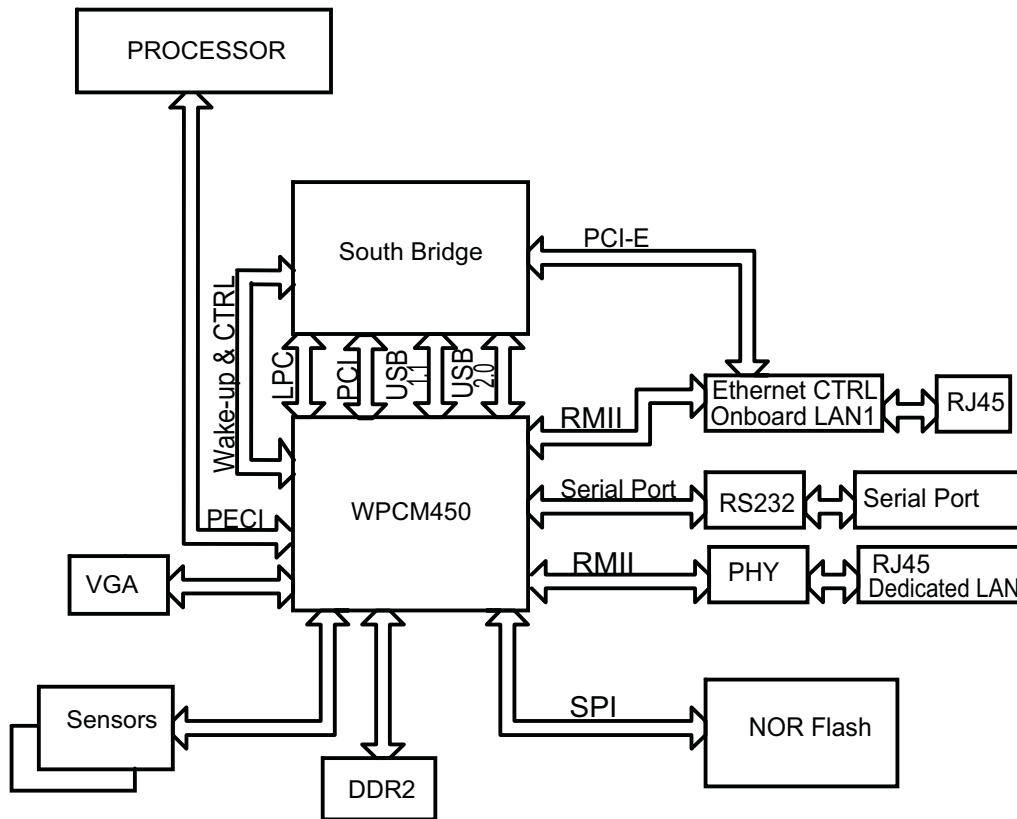 PROCESSOR
South Bridge
PCI-E
Wake-up & CTRL
LPC
PCI
USB
1.1
USB
2.0
Ethernet CTRL
Onboard LAN1
RJ45
RMII
WPCM450
Serial Port
RS232
Serial Port
PECI
RMII
PHY
RJ45
Dedicated LAN
VGA
Sensors
SPI
NOR Flash
DDR2